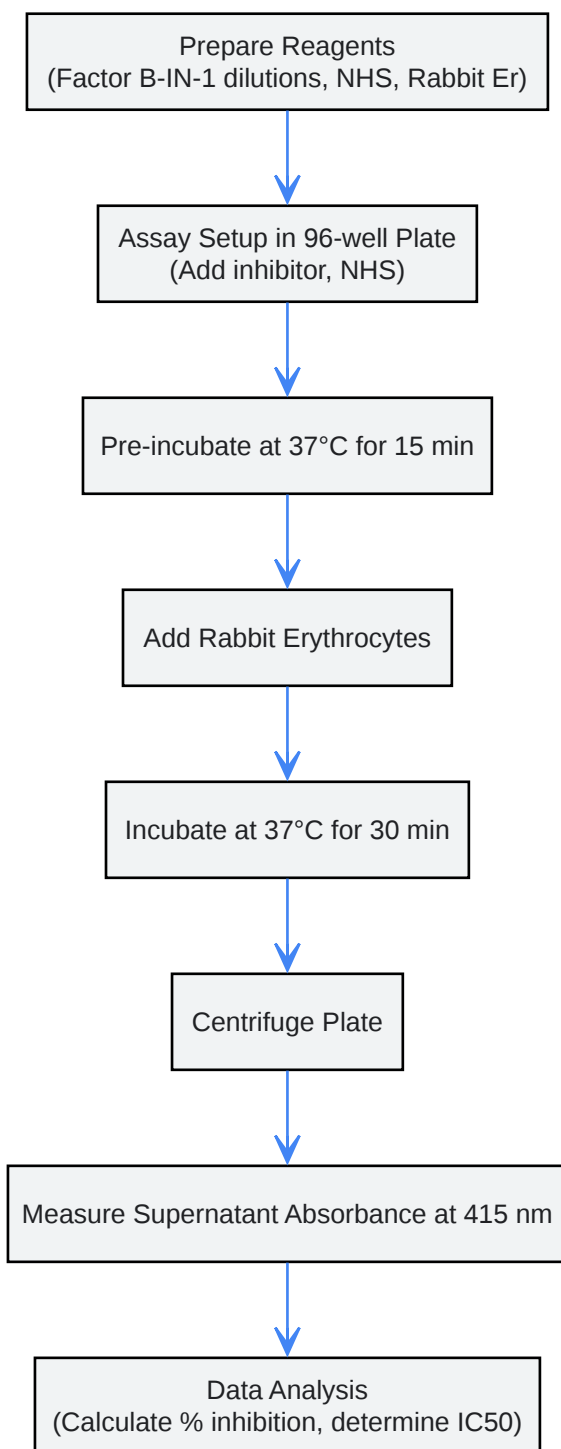 Prepare Reagents
(Factor B-IN-1 dilutions, NHS, Rabbit Er)
Assay Setup in 96-well Plate
(Add inhibitor, NHS)
Pre-incubate at 37°C for 15 min
Add Rabbit Erythrocytes
Incubate at 37°C for 30 min
Centrifuge Plate
Measure Supernatant Absorbance at 415 nm
Data Analysis
(Calculate % inhibition, determine IC50)